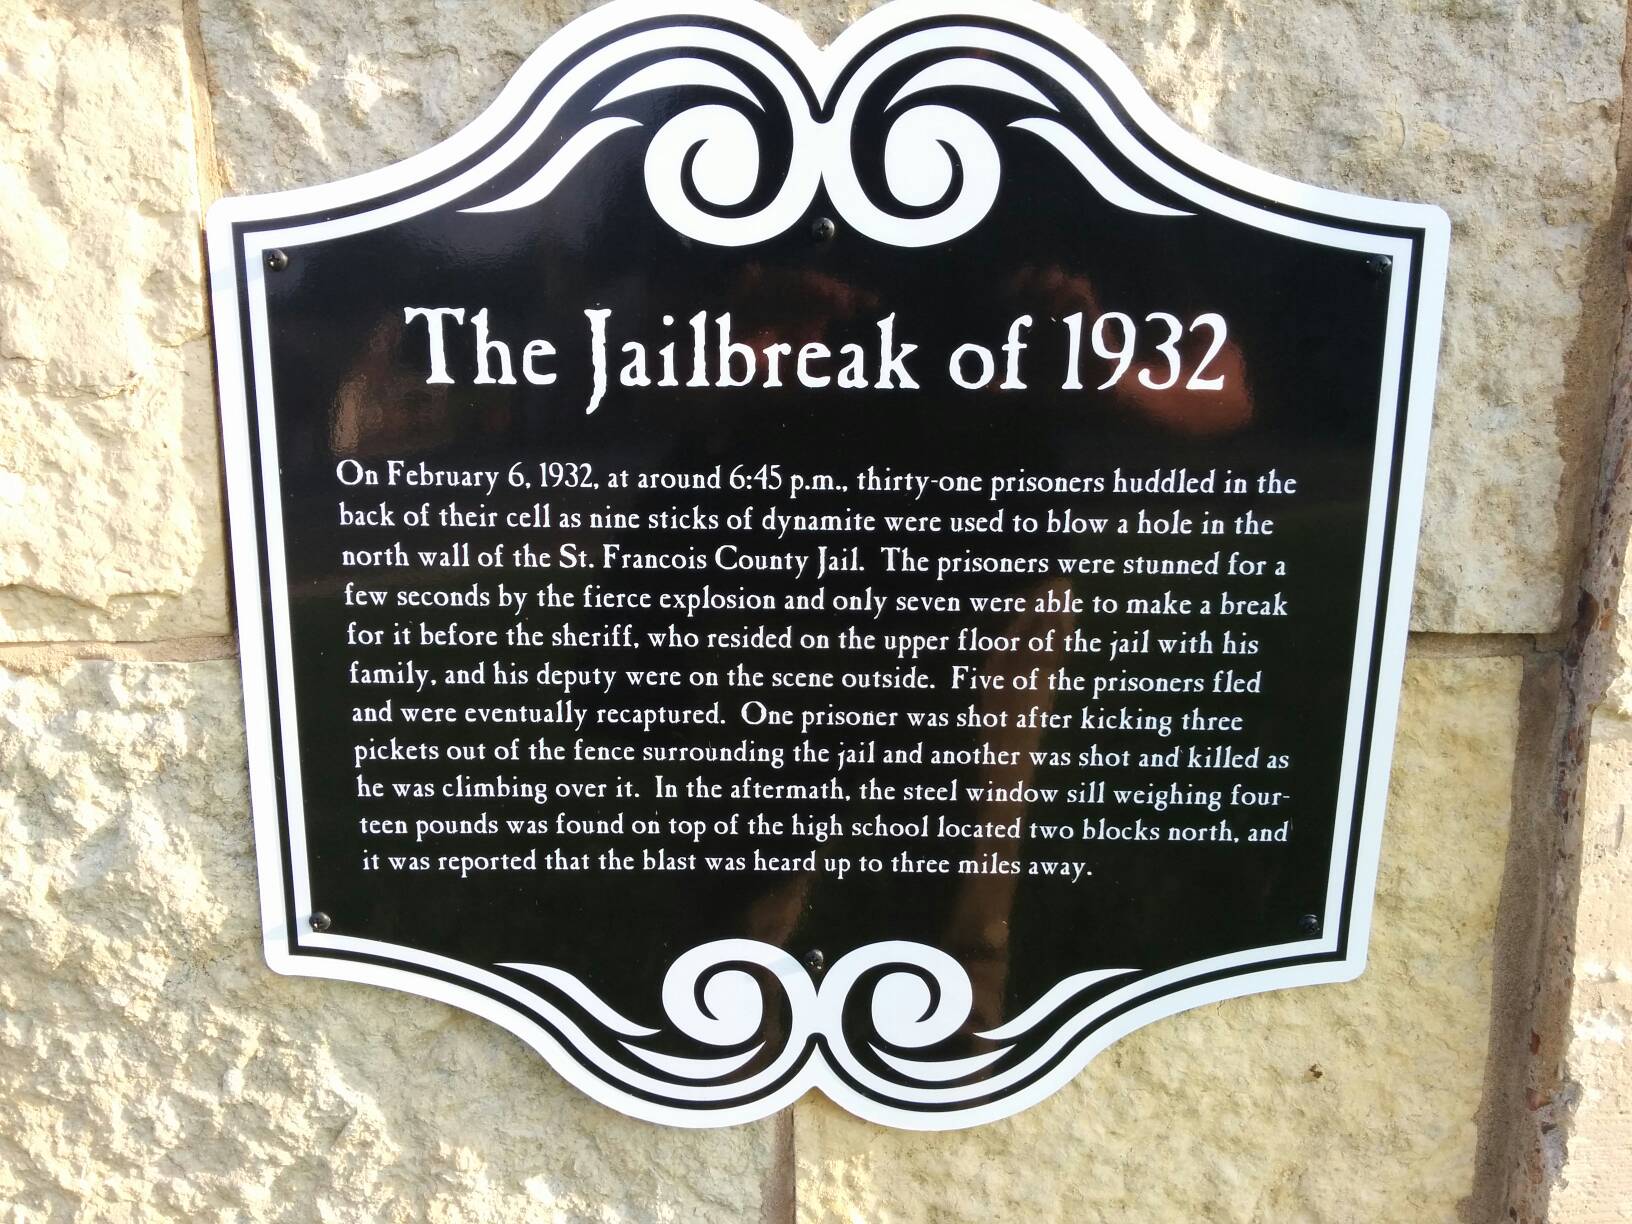 The Jailbreak of 1932
On February 6, 1932, at around 6:45 p.m., thirty-one prisoners huddled in the
back of their cell as nine sticks of dynamite were used to blow a hole in the
north wall of the St. Francois County Jail. The prisoners were stunned for a
few seconds by the fierce explosion and only seven were able to make a break
for it before the sheriff, who resided on the upper floor of the jail with his
family, and his deputy were on the scene outside. Five of the prisoners fled
and were eventually recaptured. One prisoner was shot after kicking three
pickets out of the fence surrounding the jail and another was shot and killed as
he was climbing over it. In the aftermath, the steel window sill weighing four-
teen pounds was found on top of the high school located two blocks north, and
it was reported that the blast was heard up to three miles away.